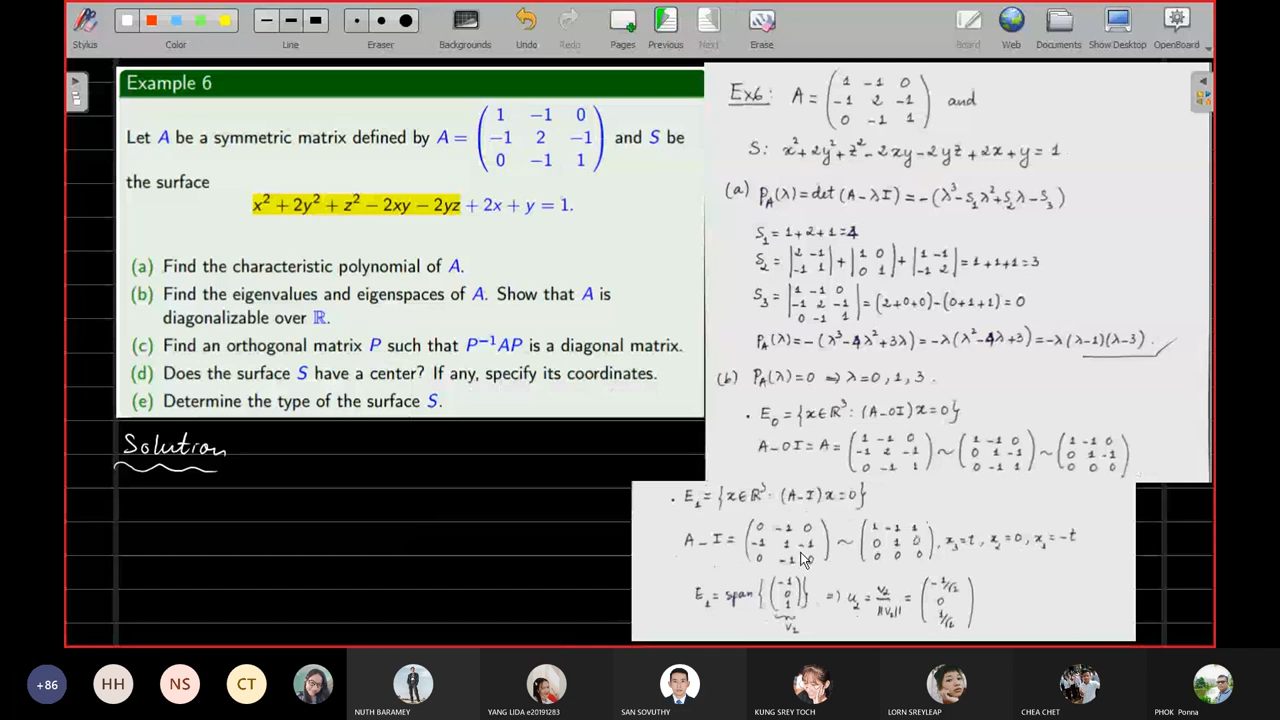 Stylus Color Line Eraser Backgrounds Undo Redo Pages Previous Next Erase Board Web Documents Show Desktop OpenBoard
Example 6
Let A be a symmetric matrix defined by A = ( 1 −1 0 ; −1 2 −1 ; 0 −1 1 ) and S be
the surface
x² + 2y² + z² − 2xy − 2yz + 2x + y = 1.
(a) Find the characteristic polynomial of A.
(b) Find the eigenvalues and eigenspaces of A. Show that A is
diagonalizable over ℝ.
(c) Find an orthogonal matrix P such that P⁻¹AP is a diagonal matrix.
(d) Does the surface S have a center? If any, specify its coordinates.
(e) Determine the type of the surface S.
Solution
Ex6: A = ( 1 −1 0 ; −1 2 −1 ; 0 −1 1 ) and
S: x²+2y²+z²−2xy−2yz+2x+y=1
(a) P_A(λ)=det(A−λI)=−(λ³−S₁λ²+S₂λ−S₃)
S₁=1+2+1=4
S₂=|2 −1; −1 1|+|1 0; 0 1|+|1 −1; −1 2|=1+1+1=3
S₃=|1 −1 0; −1 2 −1; 0 −1 1|=(2+0+0)−(0+1+1)=0
P_A(λ)=−(λ³−4λ²+3λ)=−λ(λ²−4λ+3)=−λ(λ−1)(λ−3).
(b) P_A(λ)=0 ⇒ λ=0, 1, 3.
. E₀={x∈ℝ³: (A−0I)x=0}
A−0I=A=( 1 −1 0 ; −1 2 −1 ; 0 −1 1 ) ~ ( 1 −1 0 ; 0 1 −1 ; 0 −1 1 ) ~ ( 1 −1 0 ; 0 1 −1 ; 0 0 0 )
. E₁={x∈ℝ³: (A−I)x=0}
A−I=( 0 −1 0 ; −1 1 −1 ; 0 −1 0 ) ~ ( 1 −1 1 ; 0 1 0 ; 0 0 0 ), x₃=t, x₂=0, x₁=−t
E₁=span{( −1 ; 0 ; 1 )} ⇒ u₂=v₂/||v₂||=( −1/√2 ; 0 ; 1/√2 )
v₂
+86 HH NS CT NUTH BARAMEY YANG LIDA e20191283 SAN SOVUTHY KUNG SREY TOCH LORN SREYLEAP CHEA CHET PHOK Ponna